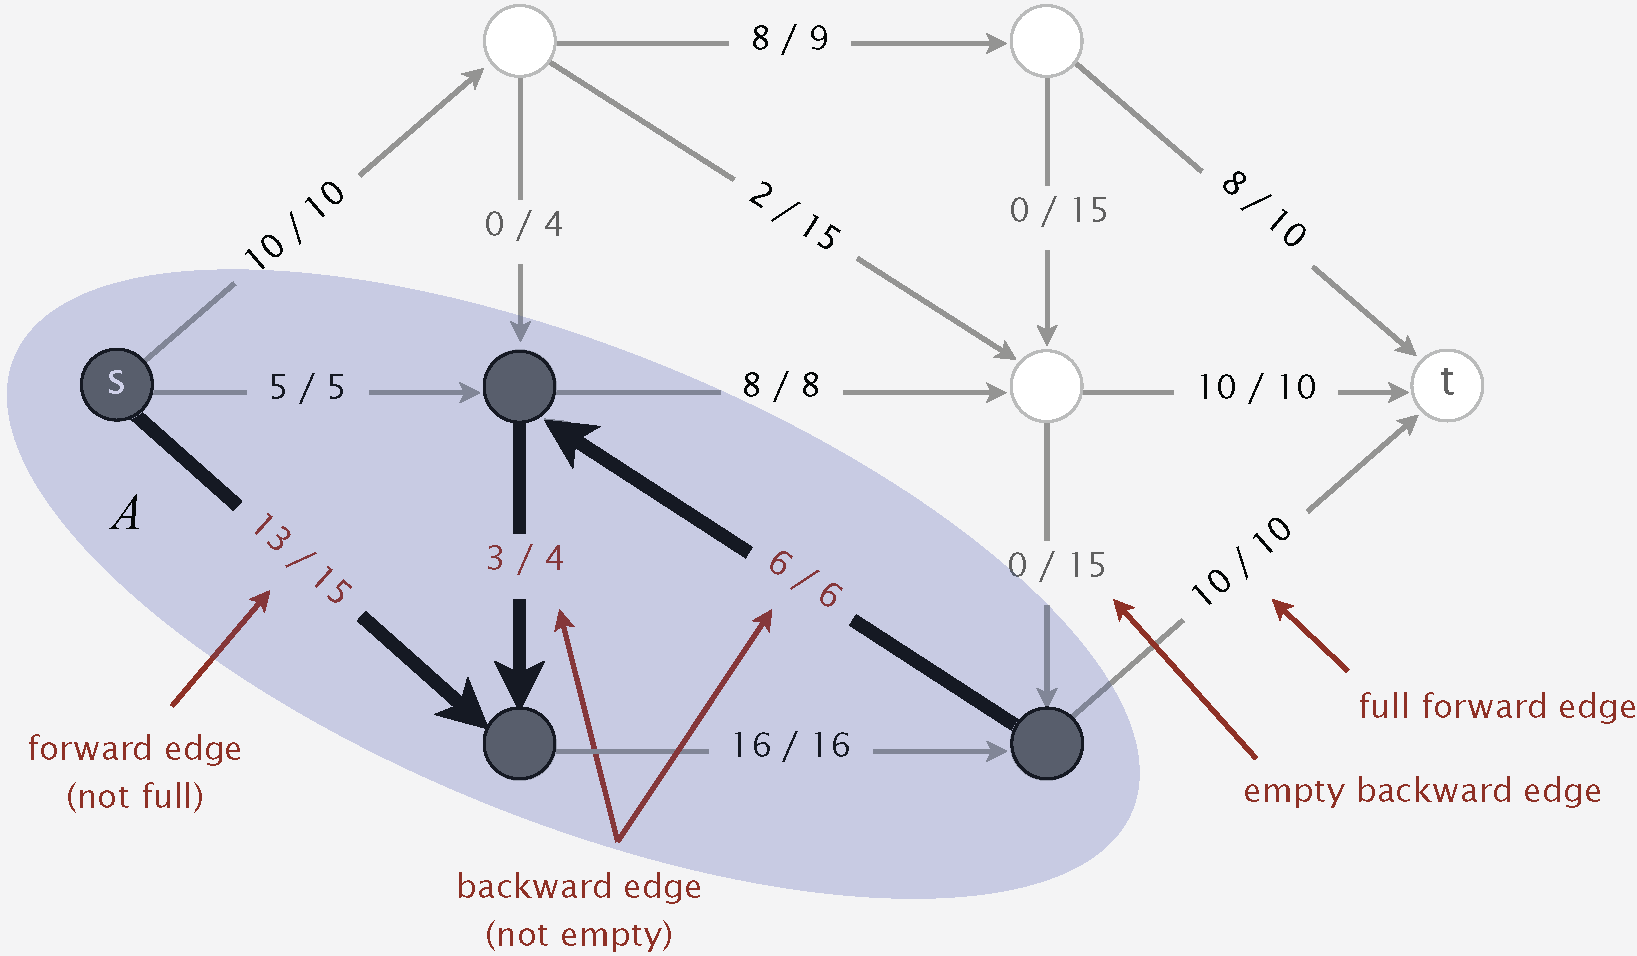 8 / 9
10 / 10
0 / 4
2 / 15
0 / 15
8 / 10
s
5 / 5
8 / 8
10 / 10
t
A
13 / 15
3 / 4
6 / 6
0 / 15
10 / 10
16 / 16
forward edge
(not full)
backward edge
(not empty)
full forward edge
empty backward edge